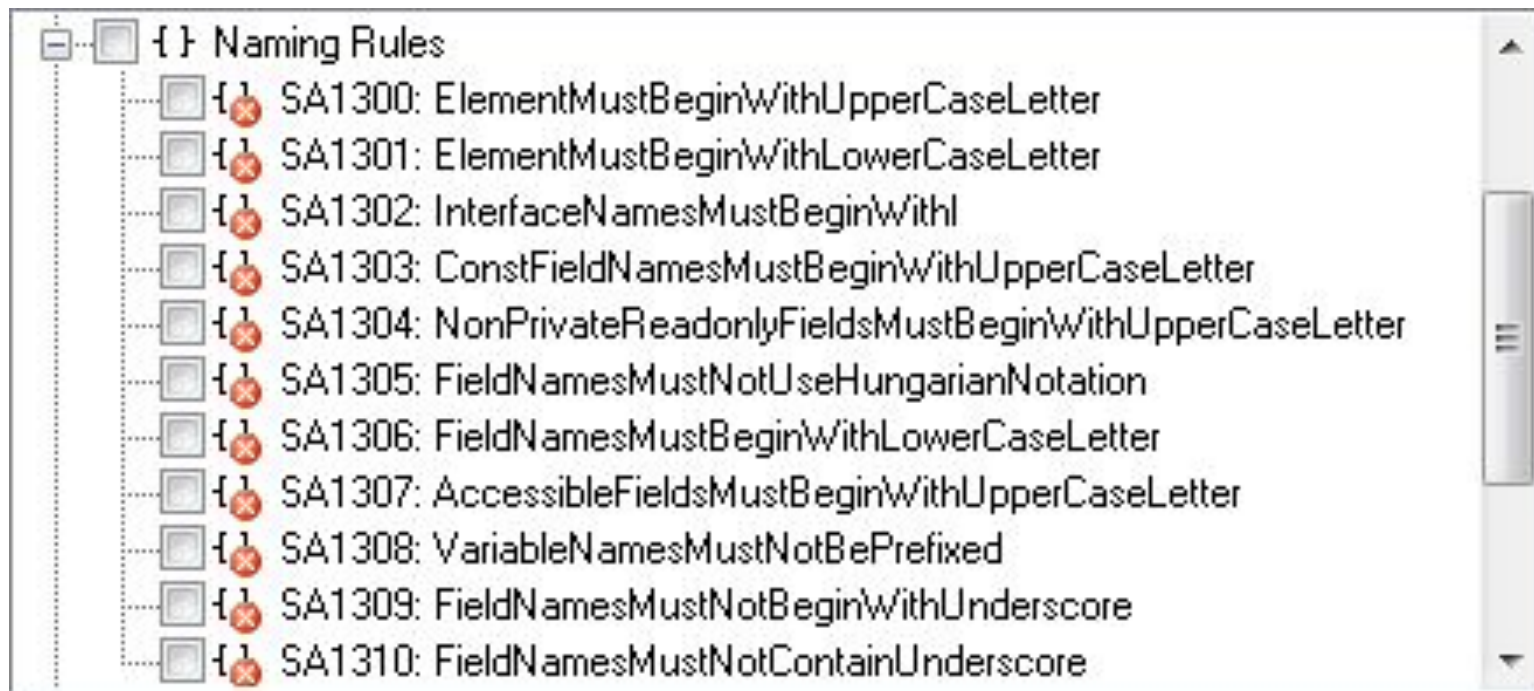 { } Naming Rules
SA1300: ElementMustBeginWithUpperCaseLetter
SA1301: ElementMustBeginWithLowerCaseLetter
SA1302: InterfaceNamesMustBeginWithI
SA1303: ConstFieldNamesMustBeginWithUpperCaseLetter
SA1304: NonPrivateReadonlyFieldsMustBeginWithUpperCaseLetter
SA1305: FieldNamesMustNotUseHungarianNotation
SA1306: FieldNamesMustBeginWithLowerCaseLetter
SA1307: AccessibleFieldsMustBeginWithUpperCaseLetter
SA1308: VariableNamesMustNotBePrefixed
SA1309: FieldNamesMustNotBeginWithUnderscore
SA1310: FieldNamesMustNotContainUnderscore